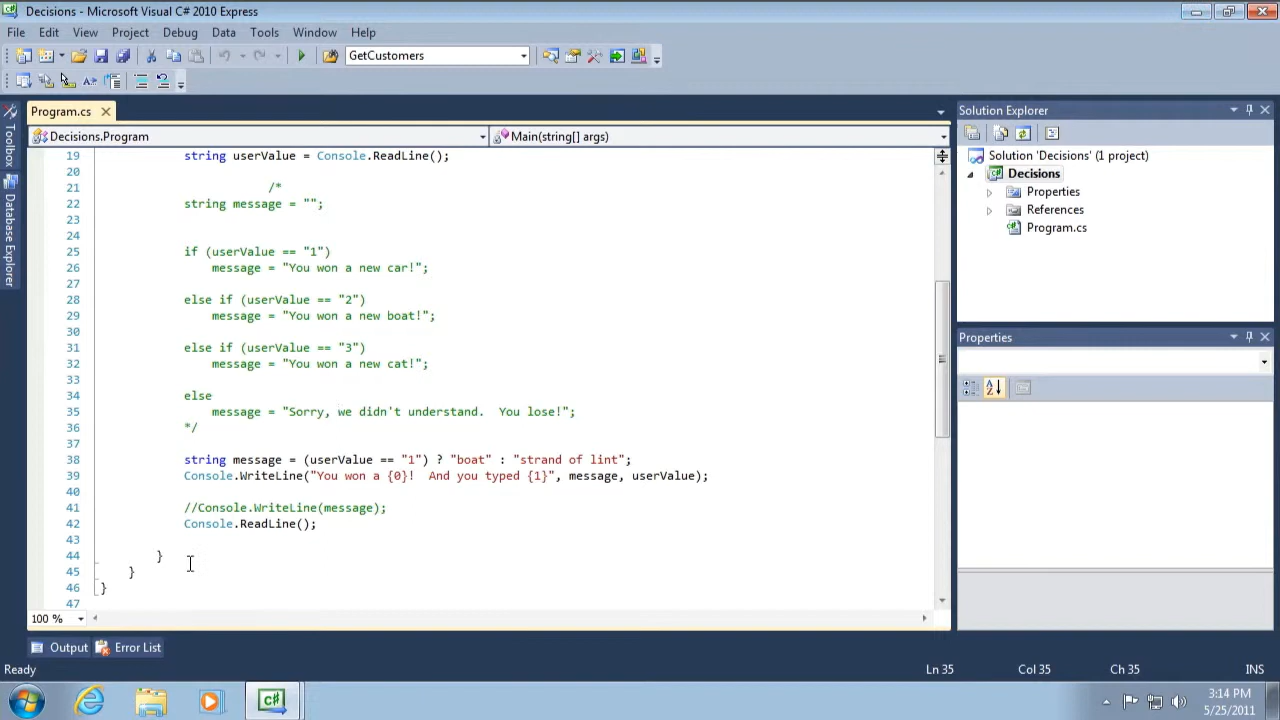 Decisions - Microsoft Visual C# 2010 Express
File Edit View Project Debug Data Tools Window Help
GetCustomers
Program.cs
Decisions.Program
Main(string[] args)
19 string userValue = Console.ReadLine();
20
21 /*
22 string message = "";
23
24
25 if (userValue == "1")
26 message = "You won a new car!";
27
28 else if (userValue == "2")
29 message = "You won a new boat!";
30
31 else if (userValue == "3")
32 message = "You won a new cat!";
33
34 else
35 message = "Sorry, we didn't understand.  You lose!";
36 */
37
38 string message = (userValue == "1") ? "boat" : "strand of lint";
39 Console.WriteLine("You won a {0}!  And you typed {1}", message, userValue);
40
41 //Console.WriteLine(message);
42 Console.ReadLine();
43
44 }
45 }
46 }
47
100 %
Toolbox
Database Explorer
Solution Explorer
Solution 'Decisions' (1 project)
Decisions
Properties
References
Program.cs
Properties
Output Error List
Ready Ln 35 Col 35 Ch 35 INS
3:14 PM
5/25/2011